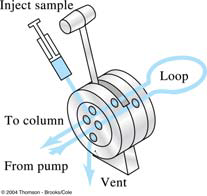 Inject sample
Loop
To column
From pump
Vent
© 2004 Thomson - Brooks/Cole